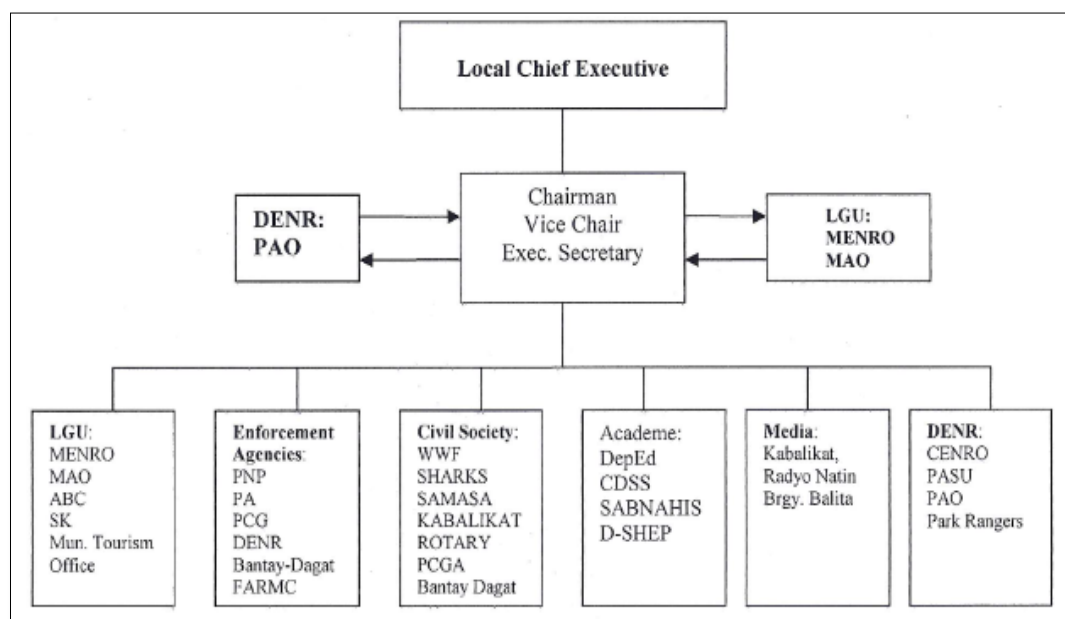 Local Chief Executive
Chairman
Vice Chair
Exec. Secretary
DENR:
PAO
LGU:
MENRO
MAO
LGU:
MENRO
MAO
ABC
SK
Mun. Tourism
Office
Enforcement
Agencies:
PNP
PA
PCG
DENR
Bantay-Dagat
FARMC
Civil Society:
WWF
SHARKS
SAMASA
KABALIKAT
ROTARY
PCGA
Bantay Dagat
Academe:
DepEd
CDSS
SABNAHIS
D-SHEP
Media:
Kabalikat,
Radyo Natin
Brgy. Balita
DENR:
CENRO
PASU
PAO
Park Rangers